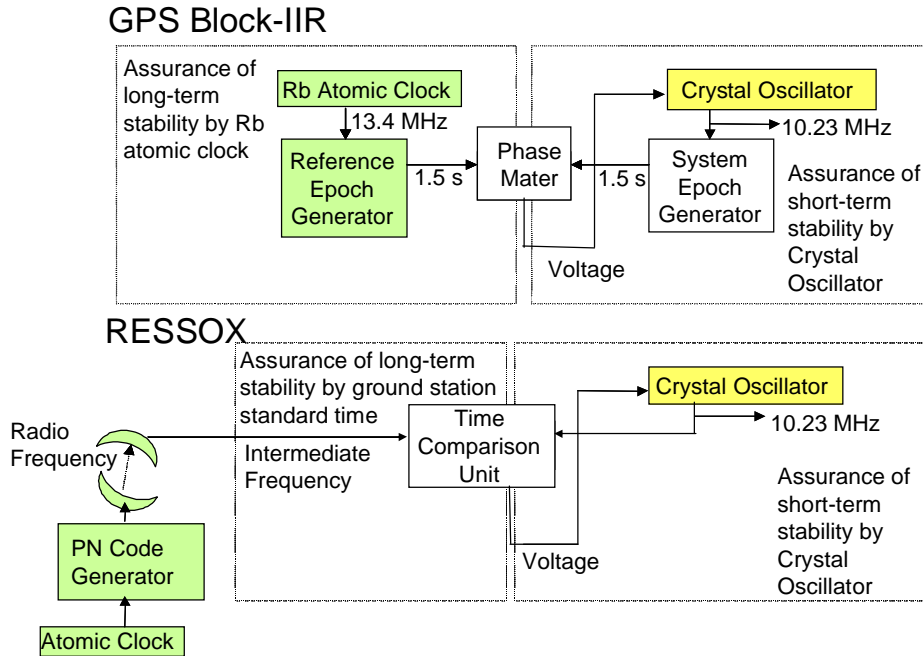 GPS Block-IIR
Assurance of
long-term
stability by Rb
atomic clock
Rb Atomic Clock
13.4 MHz
Reference
Epoch
Generator
1.5 s
Phase
Mater
1.5 s
Crystal Oscillator
10.23 MHz
System
Epoch
Generator
Assurance of
short-term
stability by
Crystal
Oscillator
Voltage
RESSOX
Assurance of long-term
stability by ground station
standard time
Radio
Frequency
Intermediate
Frequency
Time
Comparison
Unit
Crystal Oscillator
10.23 MHz
Assurance of
short-term
stability by
Crystal
Oscillator
Voltage
PN Code
Generator
Atomic Clock